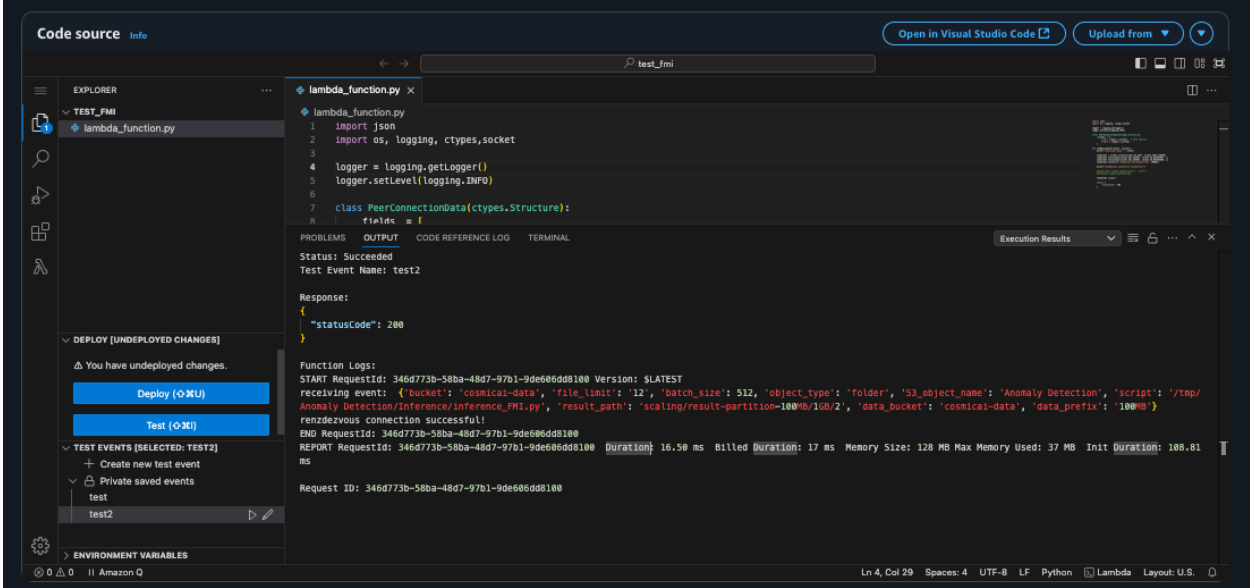 Code source Info
Open in Visual Studio Code
Upload from
test_fmi
EXPLORER
TEST_FMI
lambda_function.py
1
lambda_function.py
lambda_function.py
1 import json
2 import os, logging, ctypes,socket
3
4 logger = logging.getLogger()
5 logger.setLevel(logging.INFO)
6
7 class PeerConnectionData(ctypes.Structure):
8 _fields_ = [
PROBLEMS OUTPUT CODE REFERENCE LOG TERMINAL
Execution Results
Status: Succeeded
Test Event Name: test2
Response:
{
"statusCode": 200
}
Function Logs:
START RequestId: 346d773b-58ba-48d7-97b1-9de606dd8100 Version: $LATEST
receiving event: {'bucket': 'cosmicai-data', 'file_limit': '12', 'batch_size': 512, 'object_type': 'folder', 'S3_object_name': 'Anomaly Detection', 'script': '/tmp/
Anomaly Detection/Inference/inference_FMI.py', 'result_path': 'scaling/result-partition-100MB/1GB/2', 'data_bucket': 'cosmicai-data', 'data_prefix': '100MB'}
renzdezvous connection successful!
END RequestId: 346d773b-58ba-48d7-97b1-9de606dd8100
REPORT RequestId: 346d773b-58ba-48d7-97b1-9de606dd8100 Duration: 16.50 ms Billed Duration: 17 ms Memory Size: 128 MB Max Memory Used: 37 MB Init Duration: 108.81
ms
Request ID: 346d773b-58ba-48d7-97b1-9de606dd8100
DEPLOY [UNDEPLOYED CHANGES]
You have undeployed changes.
Deploy (⇧⌘U)
Test (⇧⌘I)
TEST EVENTS [SELECTED: TEST2]
Create new test event
Private saved events
test
test2
ENVIRONMENT VARIABLES
0 0 Amazon Q
Ln 4, Col 29 Spaces: 4 UTF-8 LF Python Lambda Layout: U.S.